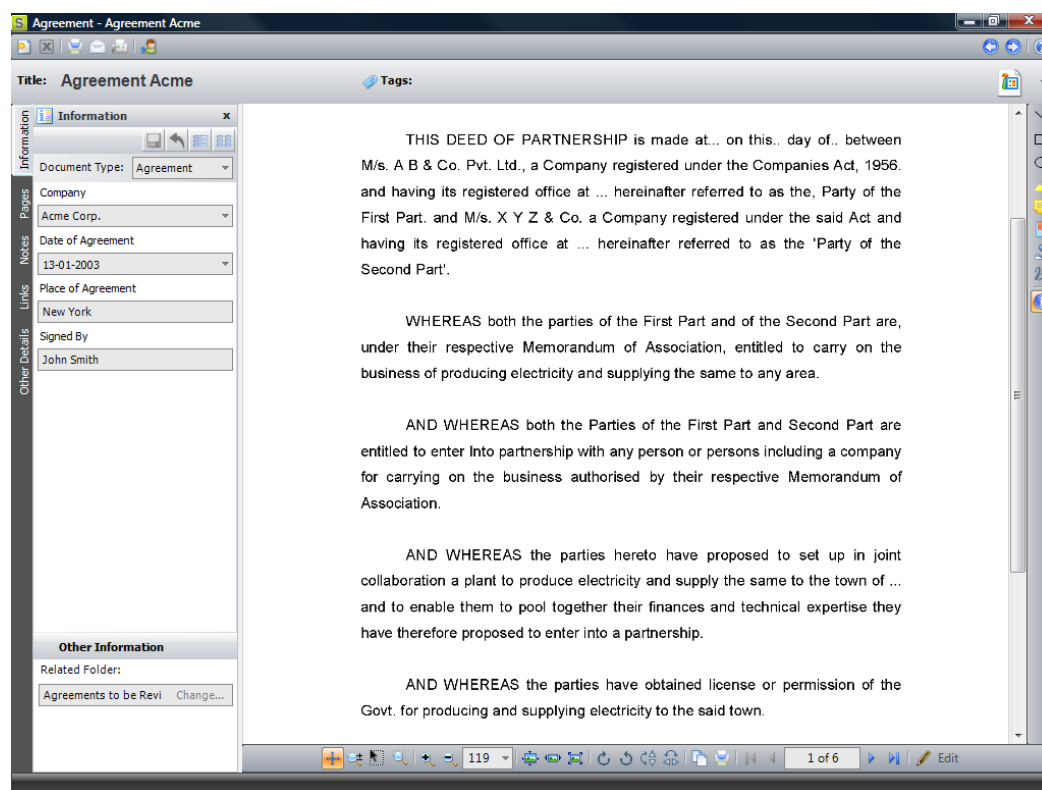 S Agreement - Agreement Acme
Title: Agreement Acme
Tags:
Information
Pages
Notes
Links
Other Details
Information x
Document Type: Agreement
Company
Acme Corp.
Date of Agreement
13-01-2003
Place of Agreement
New York
Signed By
John Smith
Other Information
Related Folder:
Agreements to be Revi Change...
THIS DEED OF PARTNERSHIP is made at... on this.. day of.. between
M/s. A B & Co. Pvt. Ltd., a Company registered under the Companies Act, 1956.
and having its registered office at ... hereinafter referred to as the, Party of the
First Part. and M/s. X Y Z & Co. a Company registered under the said Act and
having its registered office at ... hereinafter referred to as the 'Party of the
Second Part'.
WHEREAS both the parties of the First Part and of the Second Part are,
under their respective Memorandum of Association, entitled to carry on the
business of producing electricity and supplying the same to any area.
AND WHEREAS both the Parties of the First Part and Second Part are
entitled to enter Into partnership with any person or persons including a company
for carrying on the business authorised by their respective Memorandum of
Association.
AND WHEREAS the parties hereto have proposed to set up in joint
collaboration a plant to produce electricity and supply the same to the town of ...
and to enable them to pool together their finances and technical expertise they
have therefore proposed to enter into a partnership.
AND WHEREAS the parties have obtained license or permission of the
Govt. for producing and supplying electricity to the said town.
119
1 of 6
Edit